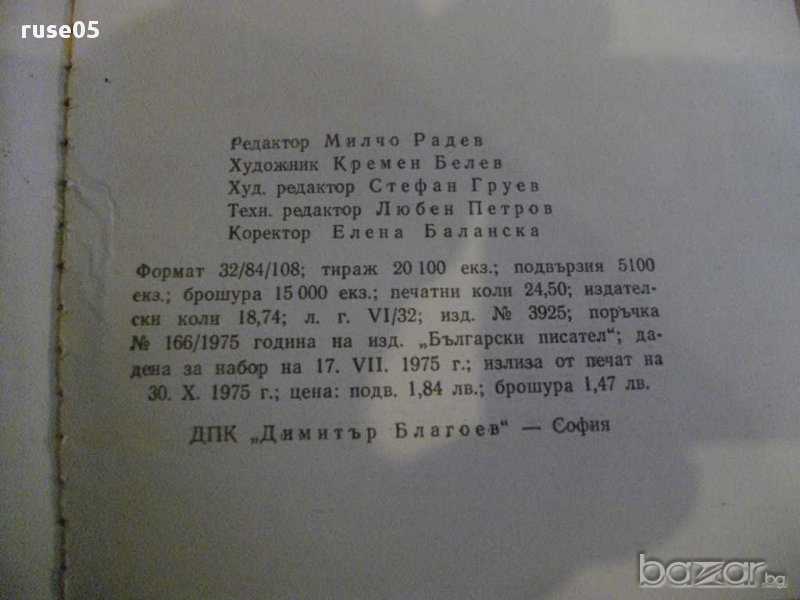 ruse05
Редактор Милчо Радев
Художник Кремен Белев
Худ. редактор Стефан Груев
Техн. редактор Любен Петров
Коректор Елена Баланска
Формат 32/84/108; тираж 20 100 екз.; подвързия 5100
екз.; брошура 15 000 екз.; печатни коли 24,50; издател-
ски коли 18,74; л. г. VI/32; изд. № 3925; поръчка
№ 166/1975 година на изд. „Български писател“; да-
дена за набор на 17. VII. 1975 г.; излиза от печат на
30. X. 1975 г.; цена: подв. 1,84 лв.; брошура 1,47 лв.
ДПК „Димитър Благоев“ — София
bazar.bg